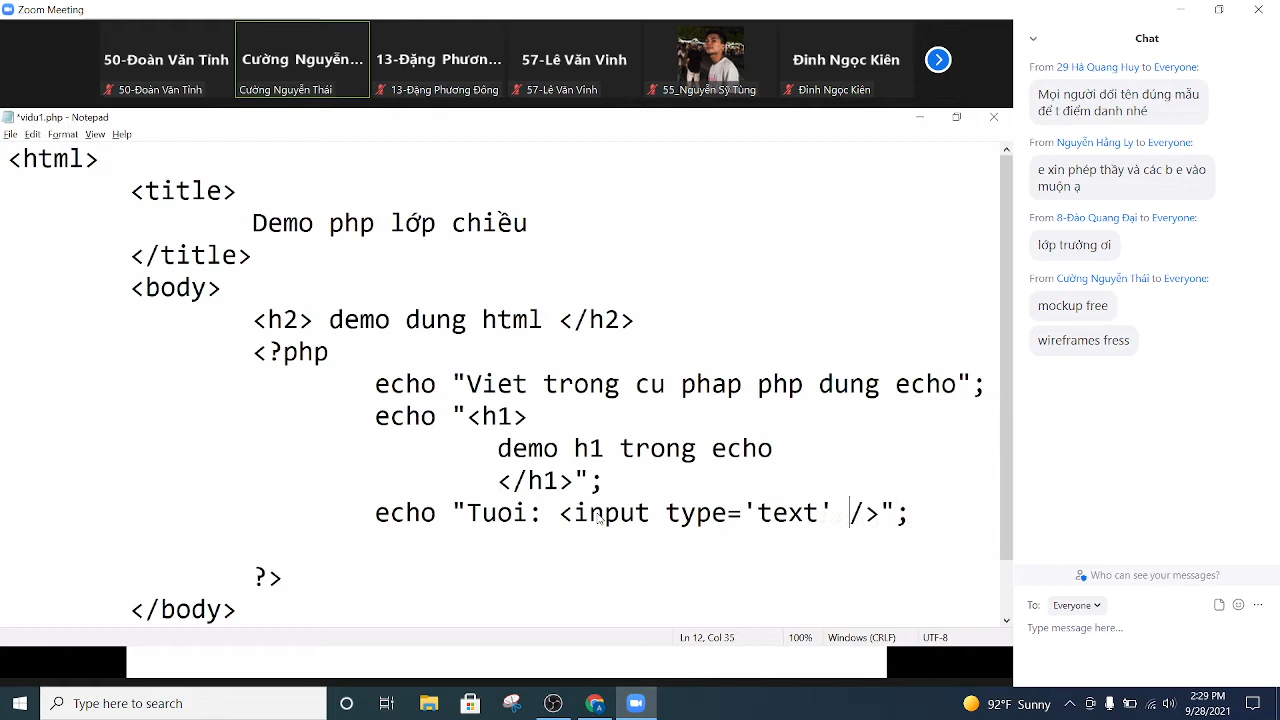 Zoom Meeting
50-Đoàn Văn Tỉnh
Cường Nguyễn...
13-Đặng Phươn...
57-Lê Văn Vinh
Đinh Ngọc Kiên
50-Đoàn Văn Tỉnh
Cường Nguyễn Thái
13-Đặng Phương Đông
57-Lê Văn Vinh
55_Nguyễn Sỹ Tùng
Đinh Ngọc Kiên
*vidu1.php - Notepad
File Edit Format View Help
<html>
<title>
Demo php lớp chiều
</title>
<body>
<h2> demo dung html </h2>
<?php
echo "Viet trong cu phap php dung echo";
echo "<h1>
demo h1 trong echo
</h1>";
echo "Tuoi: <input type='text' />";
?>
</body>
Ln 12, Col 35
100%
Windows (CRLF)
UTF-8
Chat
From 29 Hà Quang Huy to Everyone:
Mọi người đổi tên đúng mẫu
để t điểm danh nhé
From Nguyễn Hằng Ly to Everyone:
e xin phép thầy và các b e vào
muộn ạ
From 8-Đào Quang Đại to Everyone:
lớp trưởng ơi
From Cường Nguyễn Thái to Everyone:
mockup free
wireframes fress
Who can see your messages?
To: Everyone
Type message here...
Type here to search
92°F Sunny
2:29 PM
9/28/2021